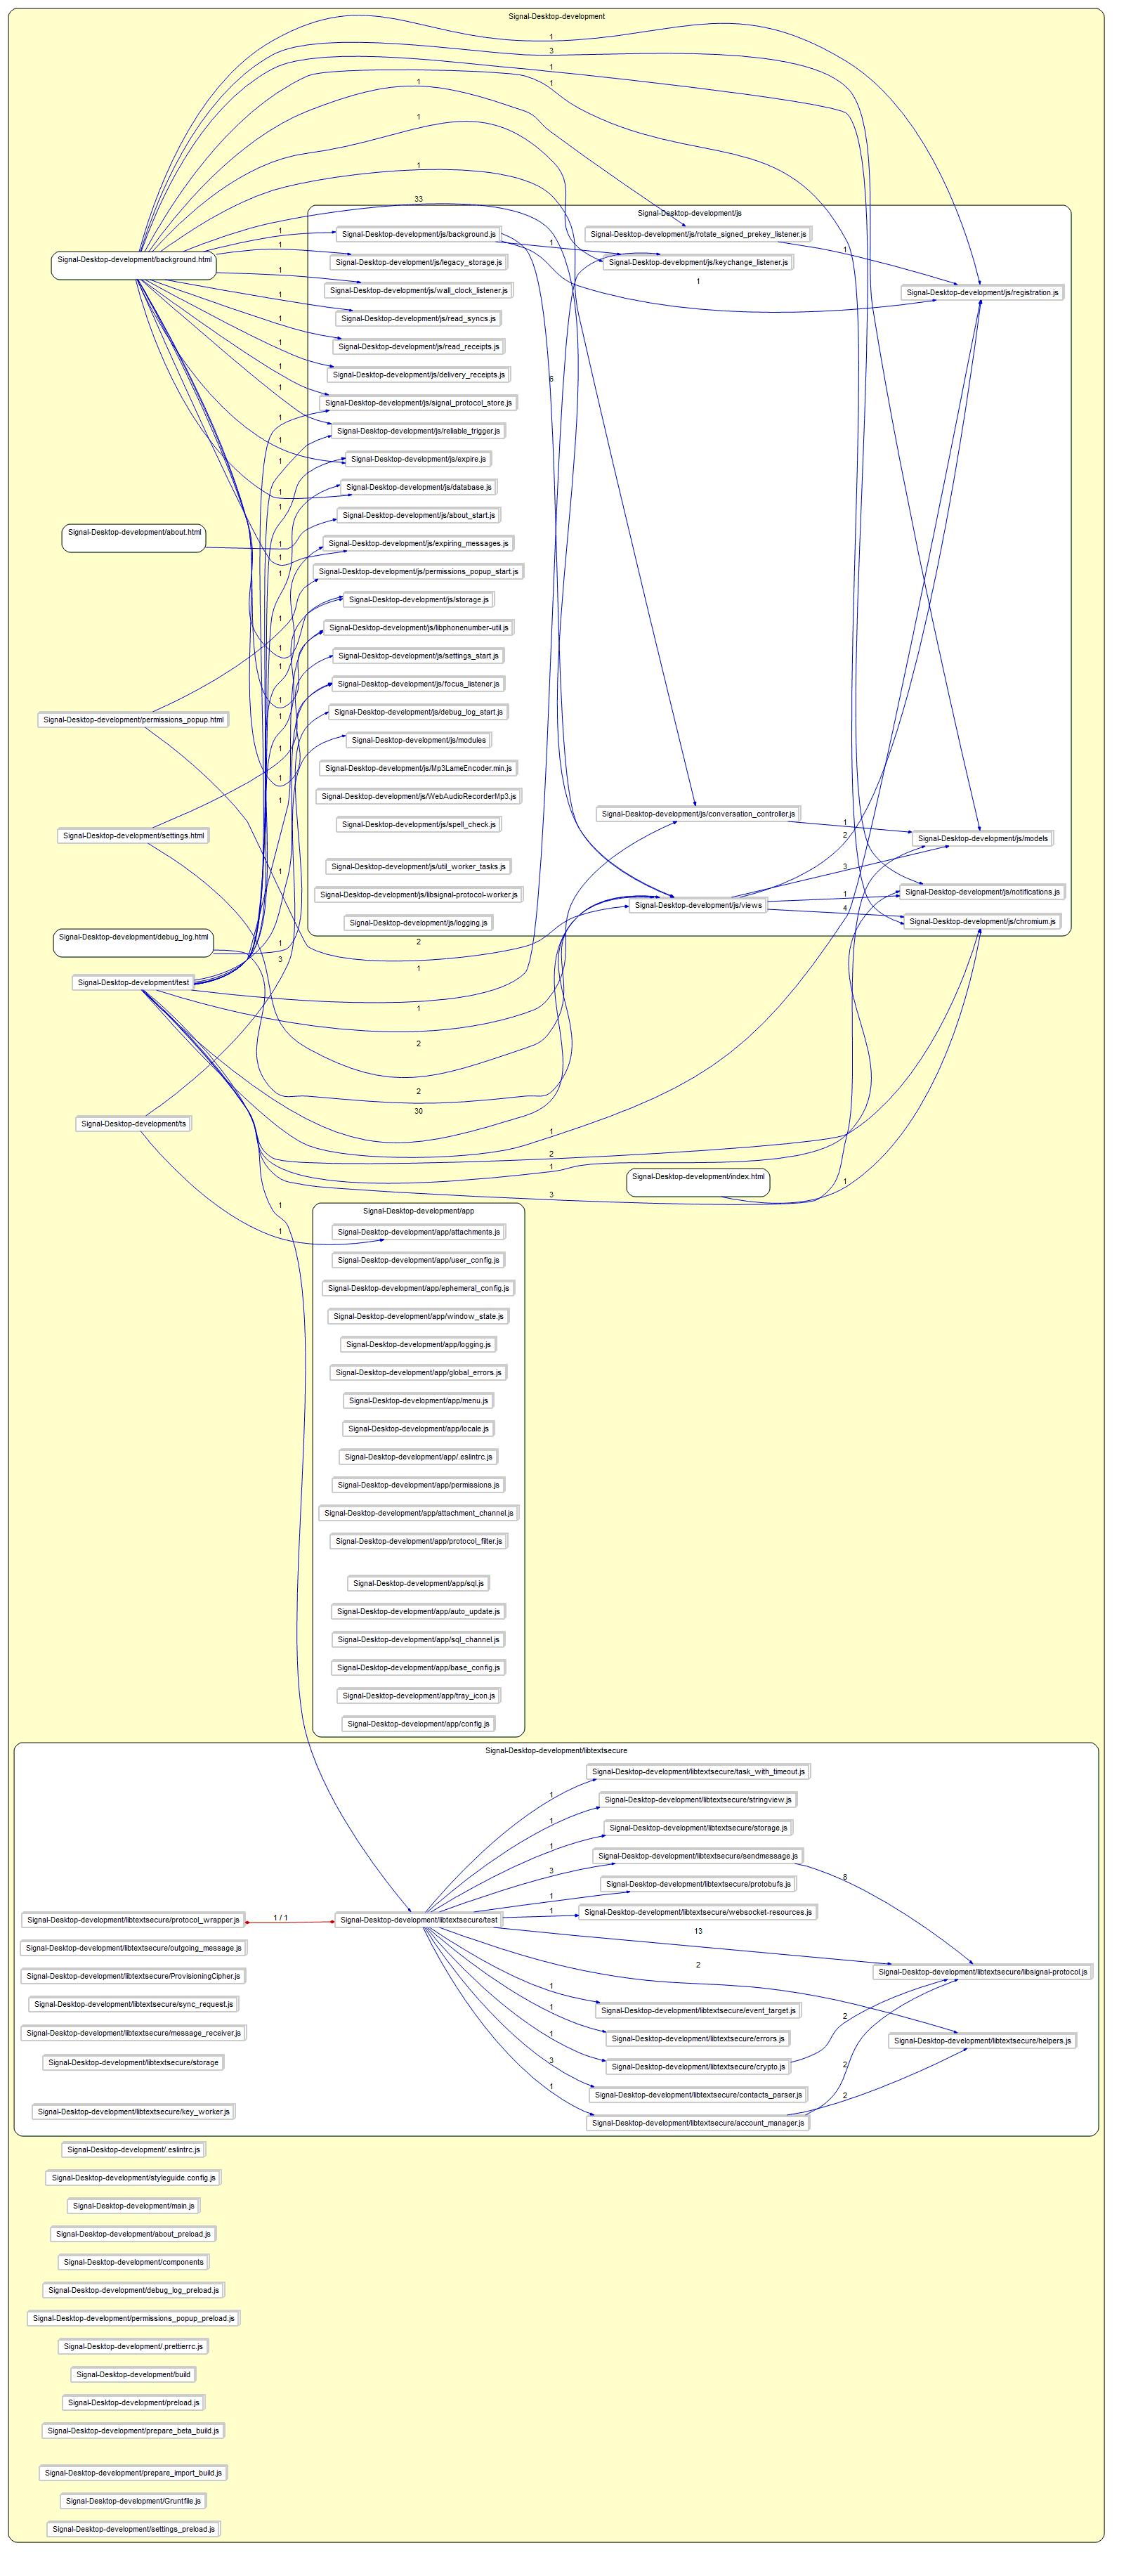 Signal-Desktop-development
1
3
1
1
1
1
1
33
Signal-Desktop-development/js
Signal-Desktop-development/background.html
1
Signal-Desktop-development/js/background.js
1
Signal-Desktop-development/js/rotate_signed_prekey_listener.js
1
1
Signal-Desktop-development/js/legacy_storage.js
Signal-Desktop-development/js/keychange_listener.js
1
Signal-Desktop-development/js/wall_clock_listener.js
1
Signal-Desktop-development/js/registration.js
1
Signal-Desktop-development/js/read_syncs.js
1
Signal-Desktop-development/js/read_receipts.js
1
Signal-Desktop-development/js/delivery_receipts.js
6
1
Signal-Desktop-development/js/signal_protocol_store.js
1
1
Signal-Desktop-development/js/reliable_trigger.js
1
Signal-Desktop-development/js/expire.js
1
Signal-Desktop-development/js/database.js
1
1
Signal-Desktop-development/js/about_start.js
Signal-Desktop-development/about.html
1
Signal-Desktop-development/js/expiring_messages.js
1
1
Signal-Desktop-development/js/permissions_popup_start.js
Signal-Desktop-development/js/storage.js
1
Signal-Desktop-development/js/libphonenumber-util.js
1
Signal-Desktop-development/js/settings_start.js
1
Signal-Desktop-development/js/focus_listener.js
1
Signal-Desktop-development/permissions_popup.html
1
Signal-Desktop-development/js/debug_log_start.js
1
Signal-Desktop-development/js/modules
1
Signal-Desktop-development/js/Mp3LameEncoder.min.js
1
Signal-Desktop-development/js/WebAudioRecorderMp3.js
Signal-Desktop-development/js/conversation_controller.js
1
Signal-Desktop-development/js/spell_check.js
Signal-Desktop-development/settings.html
2
Signal-Desktop-development/js/models
1
Signal-Desktop-development/js/util_worker_tasks.js
3
Signal-Desktop-development/js/libsignal-protocol-worker.js
1
Signal-Desktop-development/js/notifications.js
Signal-Desktop-development/js/views
4
Signal-Desktop-development/js/logging.js
Signal-Desktop-development/js/chromium.js
Signal-Desktop-development/debug_log.html
1
2
3
1
Signal-Desktop-development/test
1
2
2
30
Signal-Desktop-development/ts
1
2
1
Signal-Desktop-development/index.html
1
3
1
Signal-Desktop-development/app
1
Signal-Desktop-development/app/attachments.js
Signal-Desktop-development/app/user_config.js
Signal-Desktop-development/app/ephemeral_config.js
Signal-Desktop-development/app/window_state.js
Signal-Desktop-development/app/logging.js
Signal-Desktop-development/app/global_errors.js
Signal-Desktop-development/app/menu.js
Signal-Desktop-development/app/locale.js
Signal-Desktop-development/app/.eslintrc.js
Signal-Desktop-development/app/permissions.js
Signal-Desktop-development/app/attachment_channel.js
Signal-Desktop-development/app/protocol_filter.js
Signal-Desktop-development/app/sql.js
Signal-Desktop-development/app/auto_update.js
Signal-Desktop-development/app/sql_channel.js
Signal-Desktop-development/app/base_config.js
Signal-Desktop-development/app/tray_icon.js
Signal-Desktop-development/app/config.js
Signal-Desktop-development/libtextsecure
Signal-Desktop-development/libtextsecure/task_with_timeout.js
1
Signal-Desktop-development/libtextsecure/stringview.js
1
Signal-Desktop-development/libtextsecure/storage.js
1
Signal-Desktop-development/libtextsecure/sendmessage.js
3
8
Signal-Desktop-development/libtextsecure/protobufs.js
1
1
Signal-Desktop-development/libtextsecure/websocket-resources.js
Signal-Desktop-development/libtextsecure/protocol_wrapper.js
1 / 1
Signal-Desktop-development/libtextsecure/test
13
Signal-Desktop-development/libtextsecure/outgoing_message.js
2
Signal-Desktop-development/libtextsecure/libsignal-protocol.js
Signal-Desktop-development/libtextsecure/ProvisioningCipher.js
1
Signal-Desktop-development/libtextsecure/sync_request.js
1
Signal-Desktop-development/libtextsecure/event_target.js
2
Signal-Desktop-development/libtextsecure/message_receiver.js
1
Signal-Desktop-development/libtextsecure/errors.js
Signal-Desktop-development/libtextsecure/helpers.js
Signal-Desktop-development/libtextsecure/storage
3
Signal-Desktop-development/libtextsecure/crypto.js
2
1
Signal-Desktop-development/libtextsecure/contacts_parser.js
2
Signal-Desktop-development/libtextsecure/key_worker.js
Signal-Desktop-development/libtextsecure/account_manager.js
Signal-Desktop-development/.eslintrc.js
Signal-Desktop-development/styleguide.config.js
Signal-Desktop-development/main.js
Signal-Desktop-development/about_preload.js
Signal-Desktop-development/components
Signal-Desktop-development/debug_log_preload.js
Signal-Desktop-development/permissions_popup_preload.js
Signal-Desktop-development/.prettierrc.js
Signal-Desktop-development/build
Signal-Desktop-development/preload.js
Signal-Desktop-development/prepare_beta_build.js
Signal-Desktop-development/prepare_import_build.js
Signal-Desktop-development/Gruntfile.js
Signal-Desktop-development/settings_preload.js